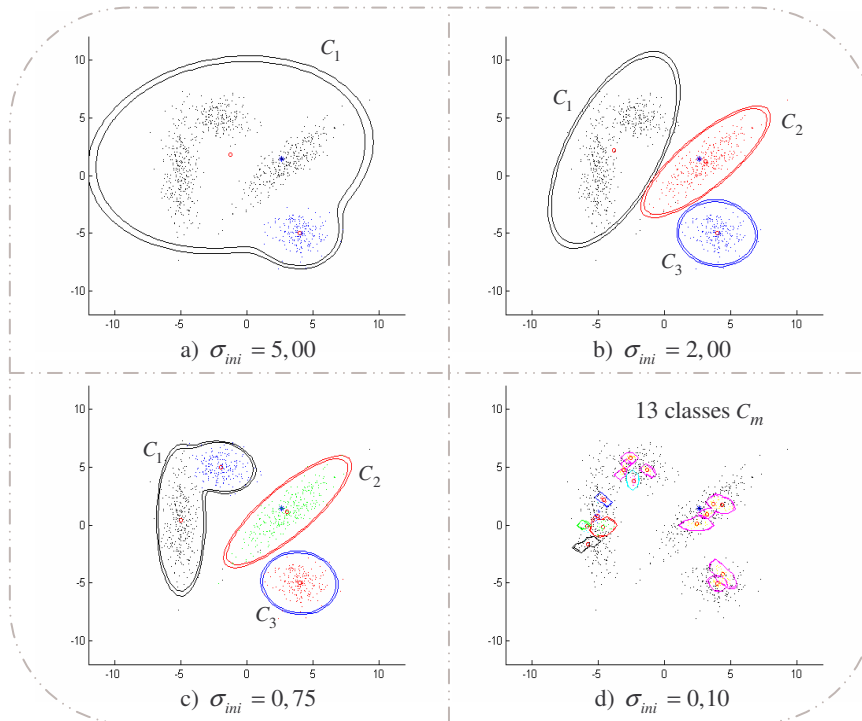 C₁
10
5
0
-5
-10
-10 -5 0 5 10
a) σᵢₙᵢ = 5,00
C₁
C₂
C₃
10
5
0
-5
-10
-10 -5 0 5 10
b) σᵢₙᵢ = 2,00
C₁
C₂
C₃
10
5
0
-5
-10
-10 -5 0 5 10
c) σᵢₙᵢ = 0,75
13 classes Cₘ
10
5
0
-5
-10
-10 -5 0 5 10
d) σᵢₙᵢ = 0,10